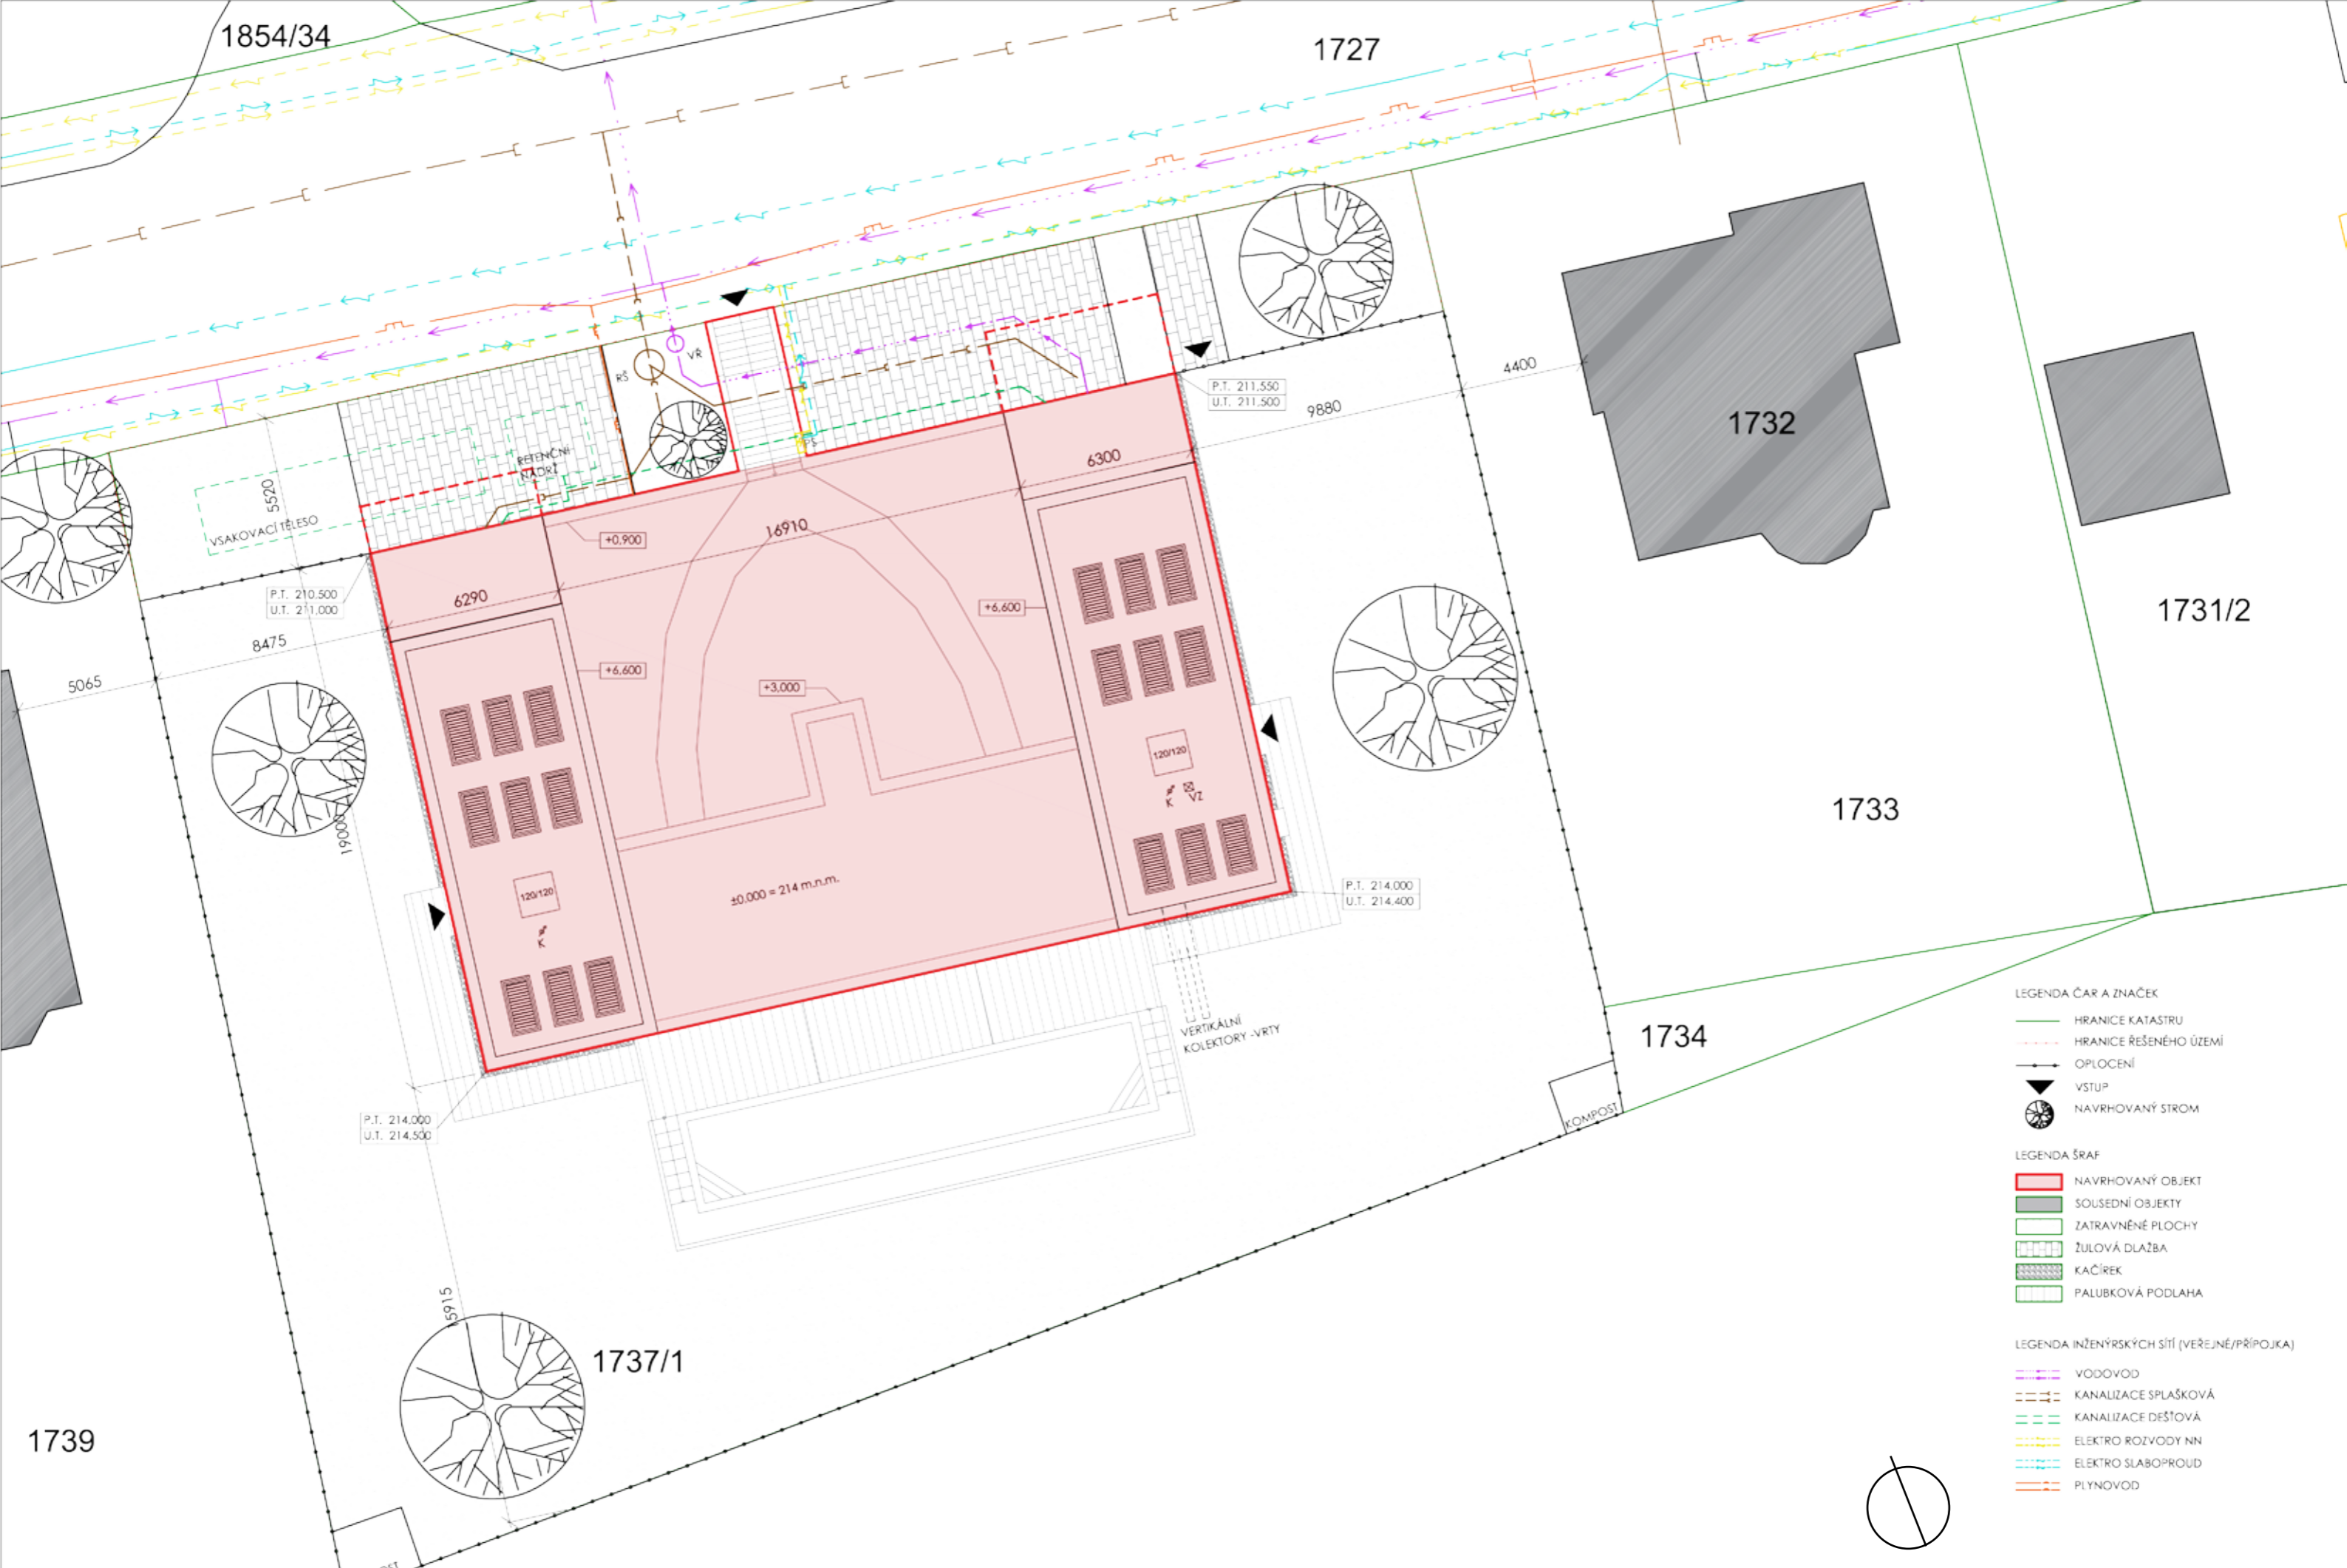 1854/34
1727
VŘ
RŠ
PS
P.T. 211.550
U.T. 211.500
4400
9880
1732
6300
RETENČNÍ
NÁDRŽ
5520
VSAKOVACÍ TĚLESO
+0,900
16910
P.T. 210.500
U.T. 211.000
6290
+6,600
1731/2
8475
+6,600
5065
+3,000
120/120
K
VZ
1733
19000
120/120
±0.000 = 214 m.n.m.
P.T. 214.000
U.T. 214.400
K
VERTIKÁLNÍ
KOLEKTORY -VRTY
1734
P.T. 214.000
U.T. 214.500
KOMPOST
15915
1737/1
1739
LEGENDA ČAR A ZNAČEK
HRANICE KATASTRU
HRANICE ŘEŠENÉHO ÚZEMÍ
OPLOCENÍ
VSTUP
NAVRHOVANÝ STROM
LEGENDA ŠRAF
NAVRHOVANÝ OBJEKT
SOUSEDNÍ OBJEKTY
ZATRAVNĚNÉ PLOCHY
ŽULOVÁ DLAŽBA
KAČÍREK
PALUBKOVÁ PODLAHA
LEGENDA INŽENÝRSKÝCH SÍTÍ (VEŘEJNÉ/PŘÍPOJKA)
VODOVOD
KANALIZACE SPLAŠKOVÁ
KANALIZACE DEŠŤOVÁ
ELEKTRO ROZVODY NN
ELEKTRO SLABOPROUD
PLYNOVOD